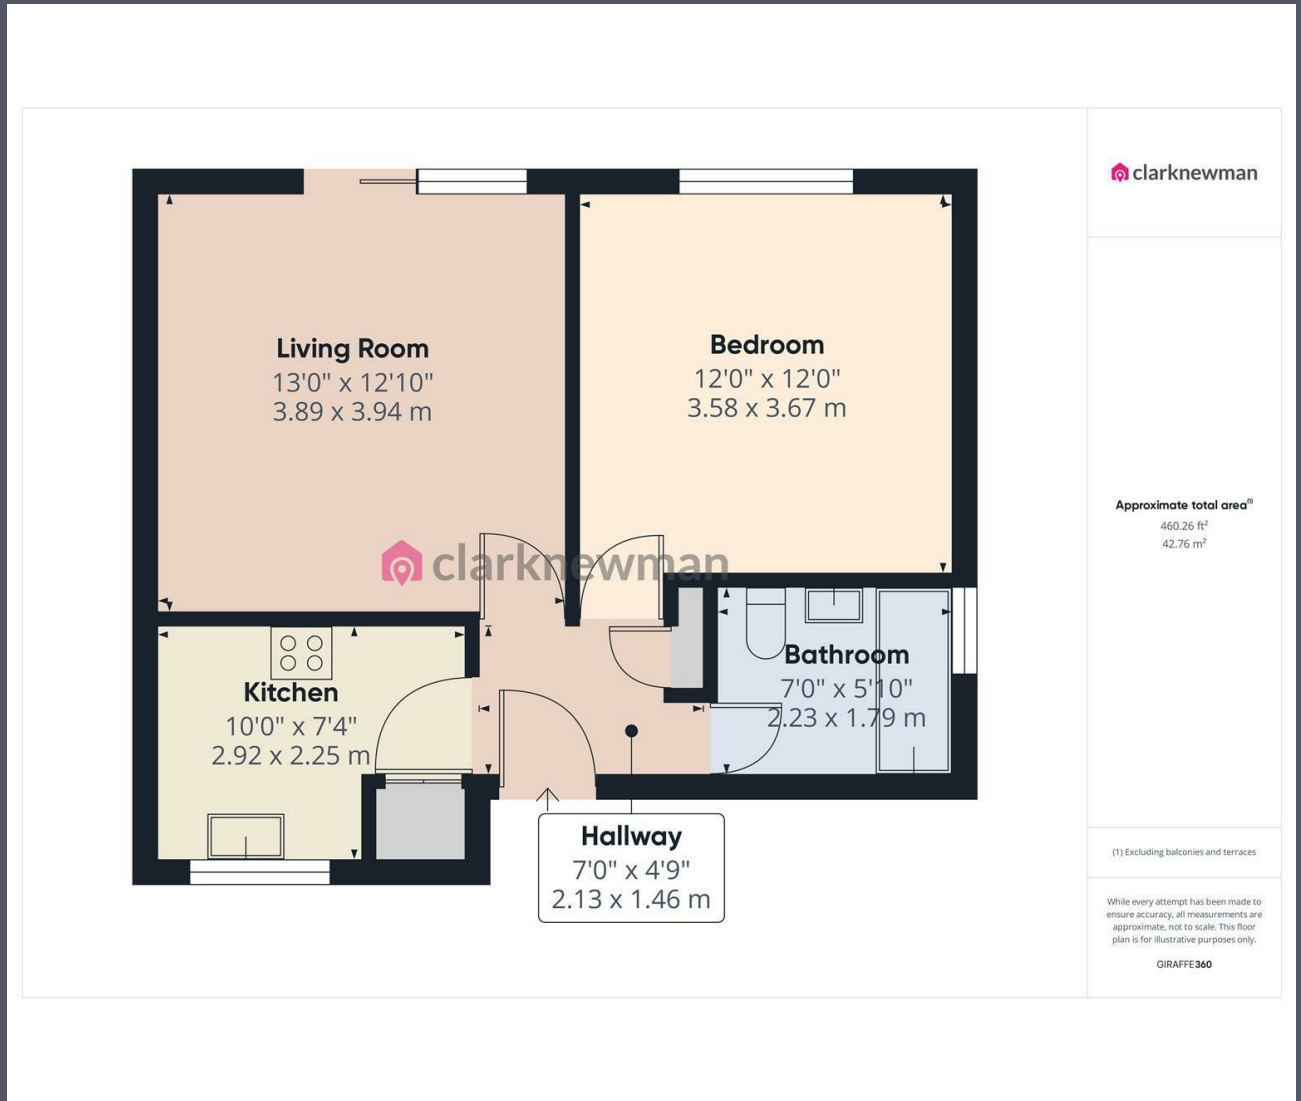 clarknewman
Living Room
13'0" x 12'10"
3.89 x 3.94 m
Bedroom
12'0" x 12'0"
3.58 x 3.67 m
clarknewman
Kitchen
10'0" x 7'4"
2.92 x 2.25 m
Bathroom
7'0" x 5'10"
2.23 x 1.79 m
Hallway
7'0" x 4'9"
2.13 x 1.46 m
Approximate total area⁽¹⁾
460.26 ft²
42.76 m²
(1) Excluding balconies and terraces
While every attempt has been made to
ensure accuracy, all measurements are
approximate, not to scale. This floor
plan is for illustrative purposes only.
GIRAFFE360